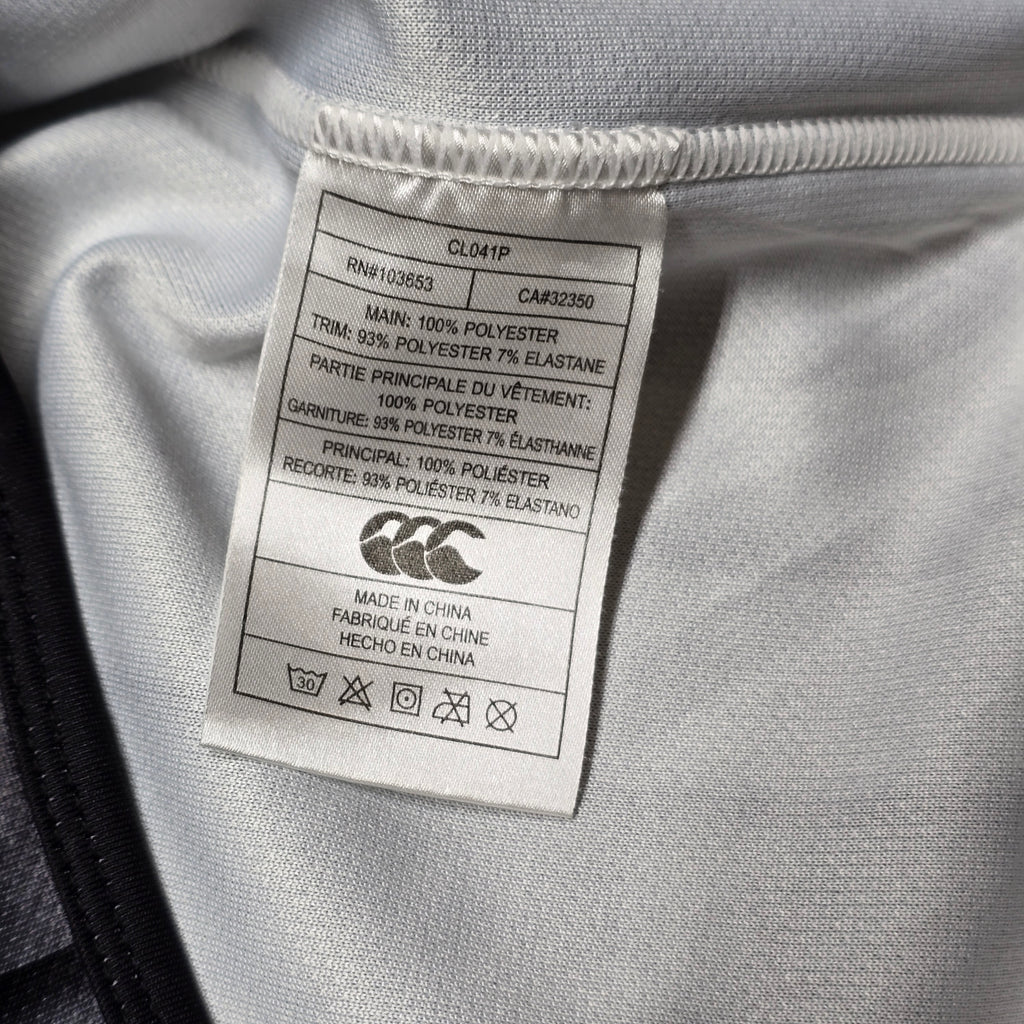 CL041P
RN#103653 CA#32350
MAIN: 100% POLYESTER
TRIM: 93% POLYESTER 7% ELASTANE
PARTIE PRINCIPALE DU VÊTEMENT:
100% POLYESTER
GARNITURE: 93% POLYESTER 7% ÉLASTHANNE
PRINCIPAL: 100% POLIÉSTER
RECORTE: 93% POLIÉSTER 7% ELASTANO
MADE IN CHINA
FABRIQUÉ EN CHINE
HECHO EN CHINA
30